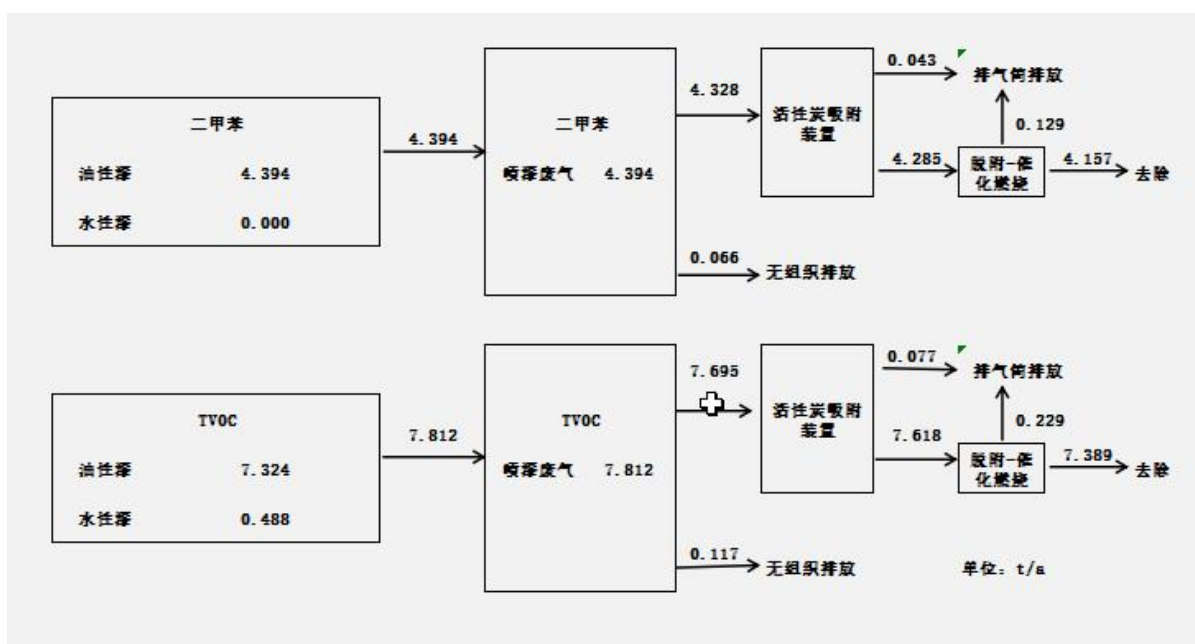 二甲苯
油性漆 4.394
水性漆 0.000
4.394
二甲苯
喷漆废气 4.394
4.328
0.066
无组织排放
活性炭吸附
装置
0.043
排气筒排放
0.129
4.285
脱附-催
化燃烧
4.157
去除
TVOC
油性漆 7.324
水性漆 0.488
7.812
TVOC
喷漆废气 7.812
7.695
0.117
无组织排放
活性炭吸附
装置
0.077
排气筒排放
0.229
7.618
脱附-催
化燃烧
7.389
去除
单位：t/a